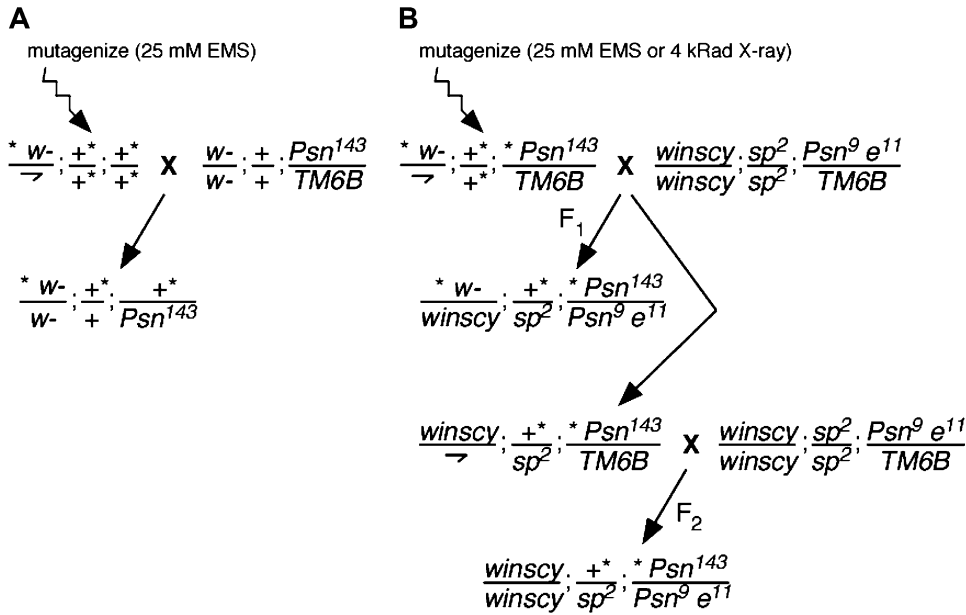 A
mutagenize (25 mM EMS)
* w- ; +* ; +* X w- ; + ; Psn143
+* +* w- + TM6B
* w- ; +* ; +*
w- + Psn143
B
mutagenize (25 mM EMS or 4 kRad X-ray)
* w- ; +* ; * Psn143 X winscy ; sp2 ; Psn9 e11
+* TM6B winscy sp2 TM6B
F1
* w- ; +* ; * Psn143
winscy sp2 Psn9 e11
winscy ; +* ; * Psn143 X winscy ; sp2 ; Psn9 e11
sp2 TM6B winscy sp2 TM6B
F2
winscy ; +* ; * Psn143
winscy sp2 Psn9 e11